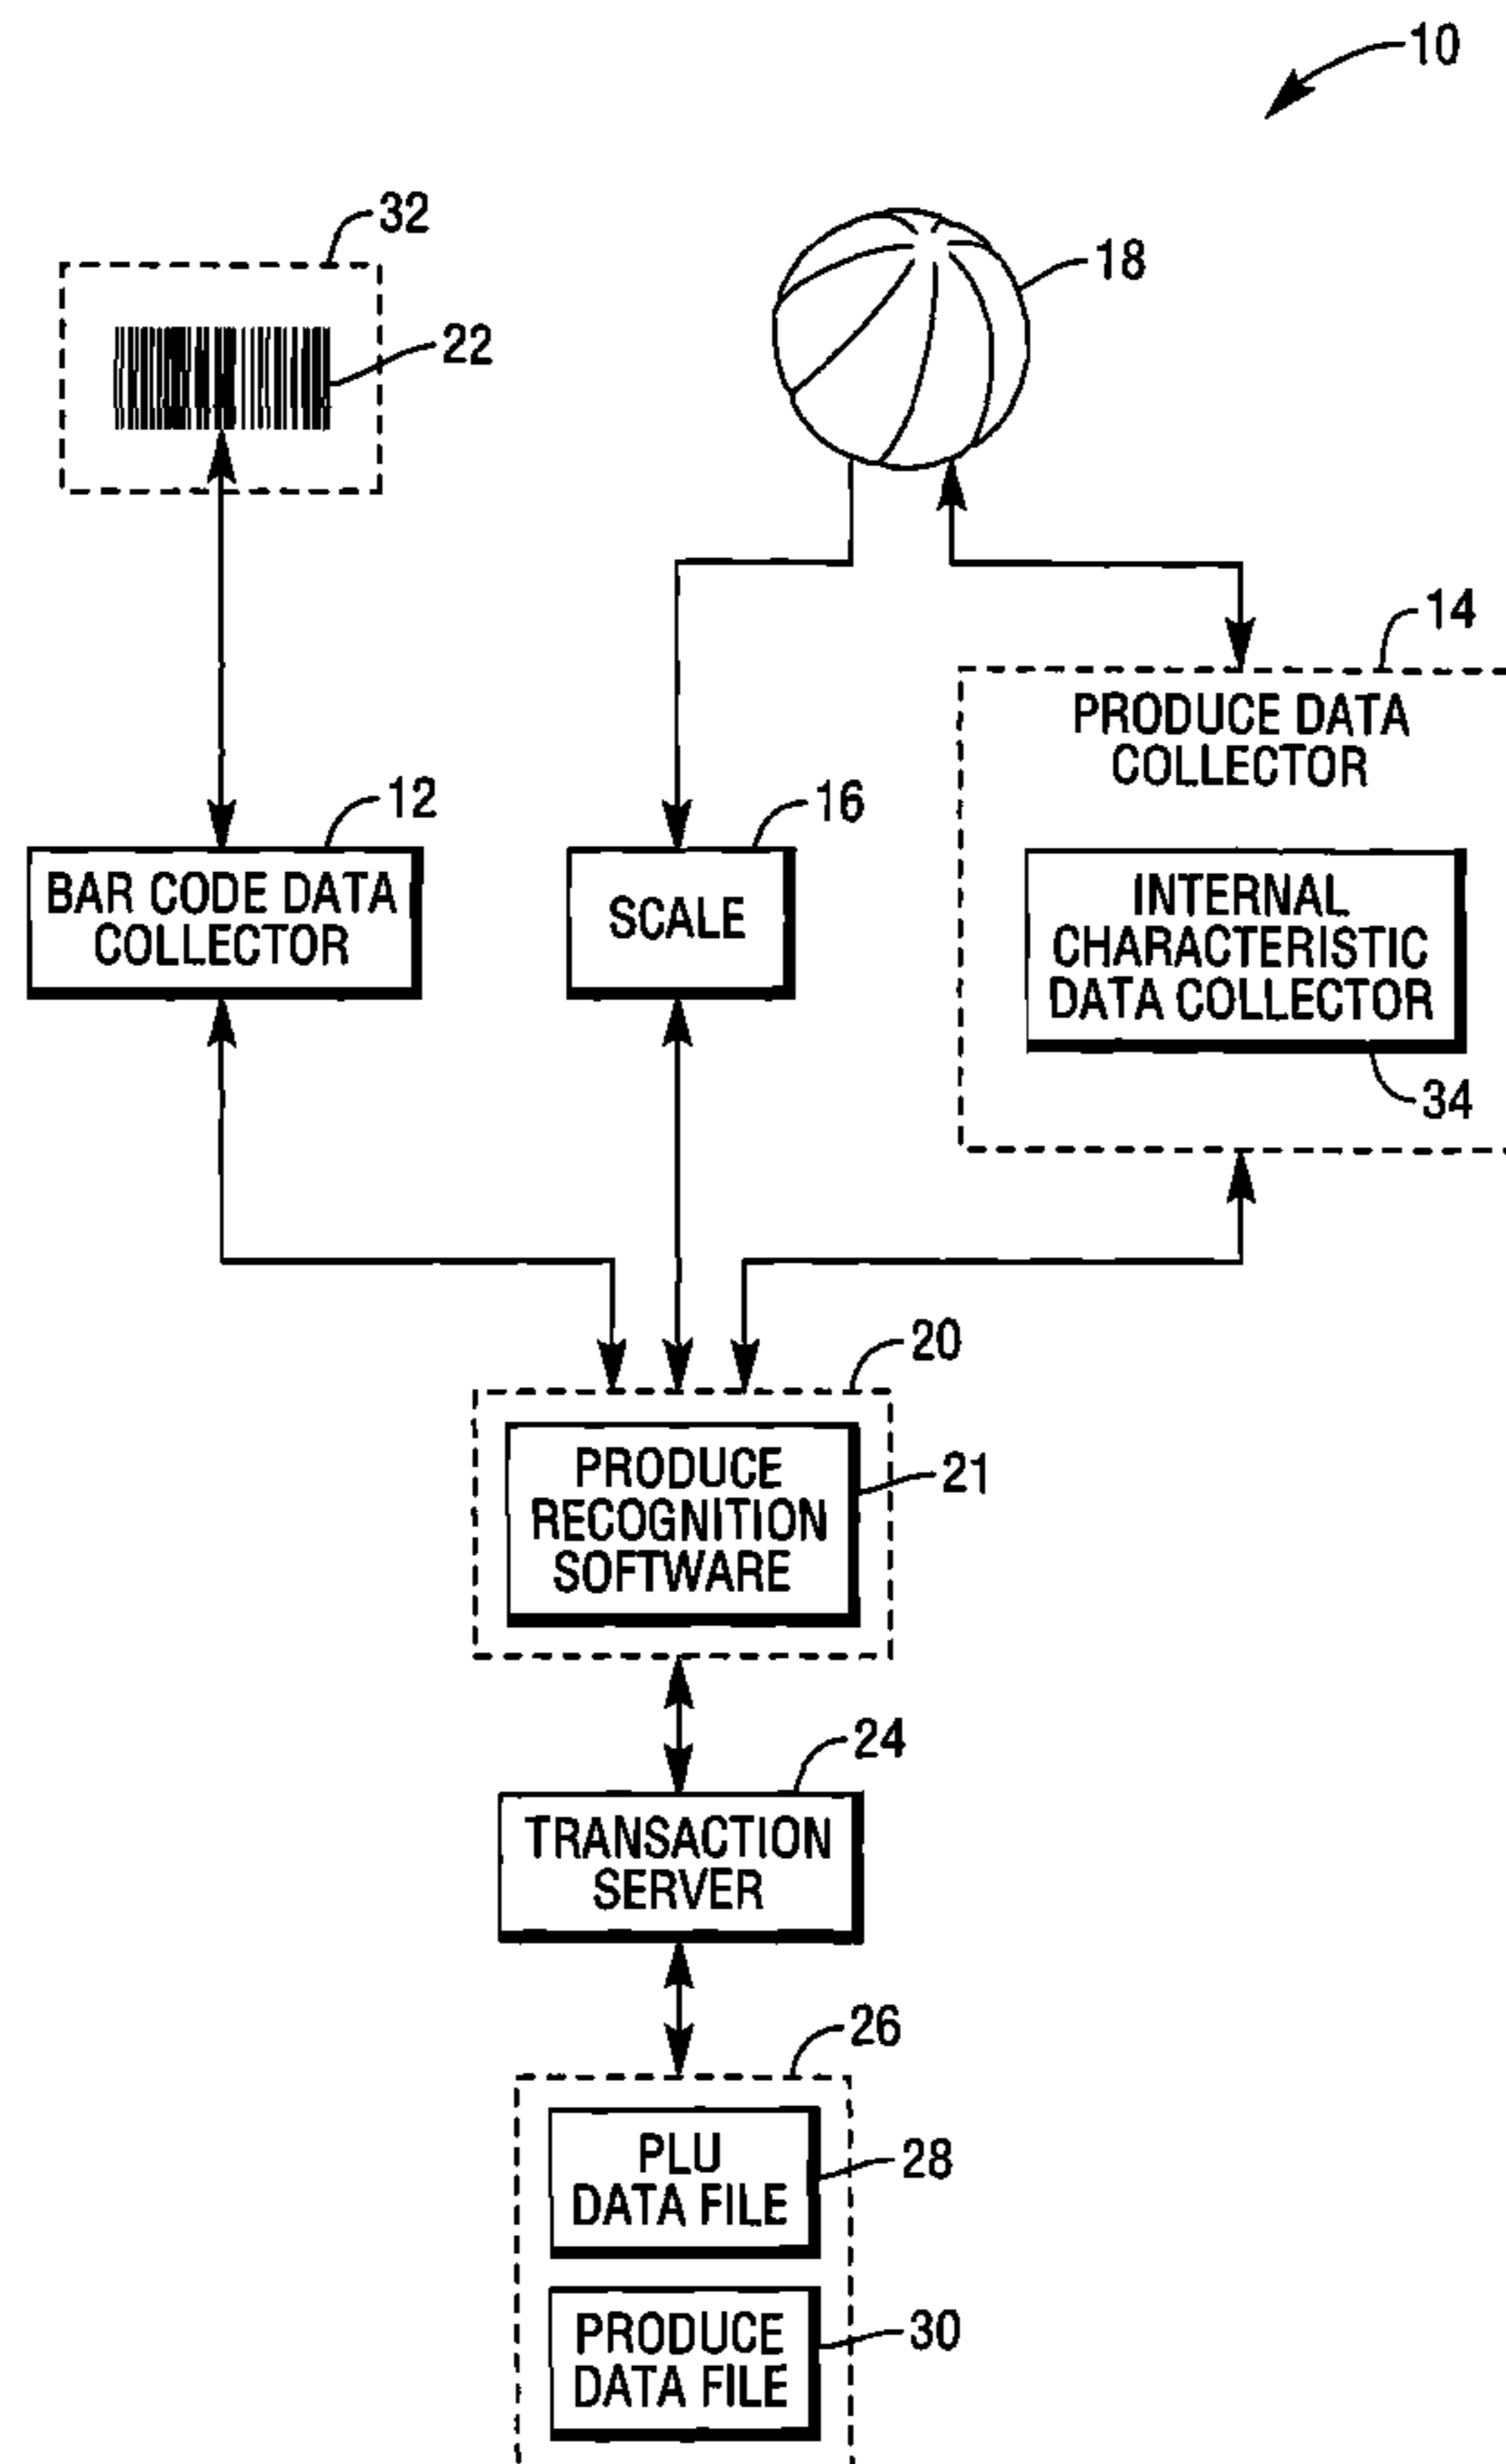 10
32
18
22
14
PRODUCE DATA
COLLECTOR
12
16
BAR CODE DATA
COLLECTOR
SCALE
INTERNAL
CHARACTERISTIC
DATA COLLECTOR
34
20
PRODUCE
RECOGNITION
SOFTWARE
21
24
TRANSACTION
SERVER
26
PLU
DATA FILE
28
PRODUCE
DATA FILE
30